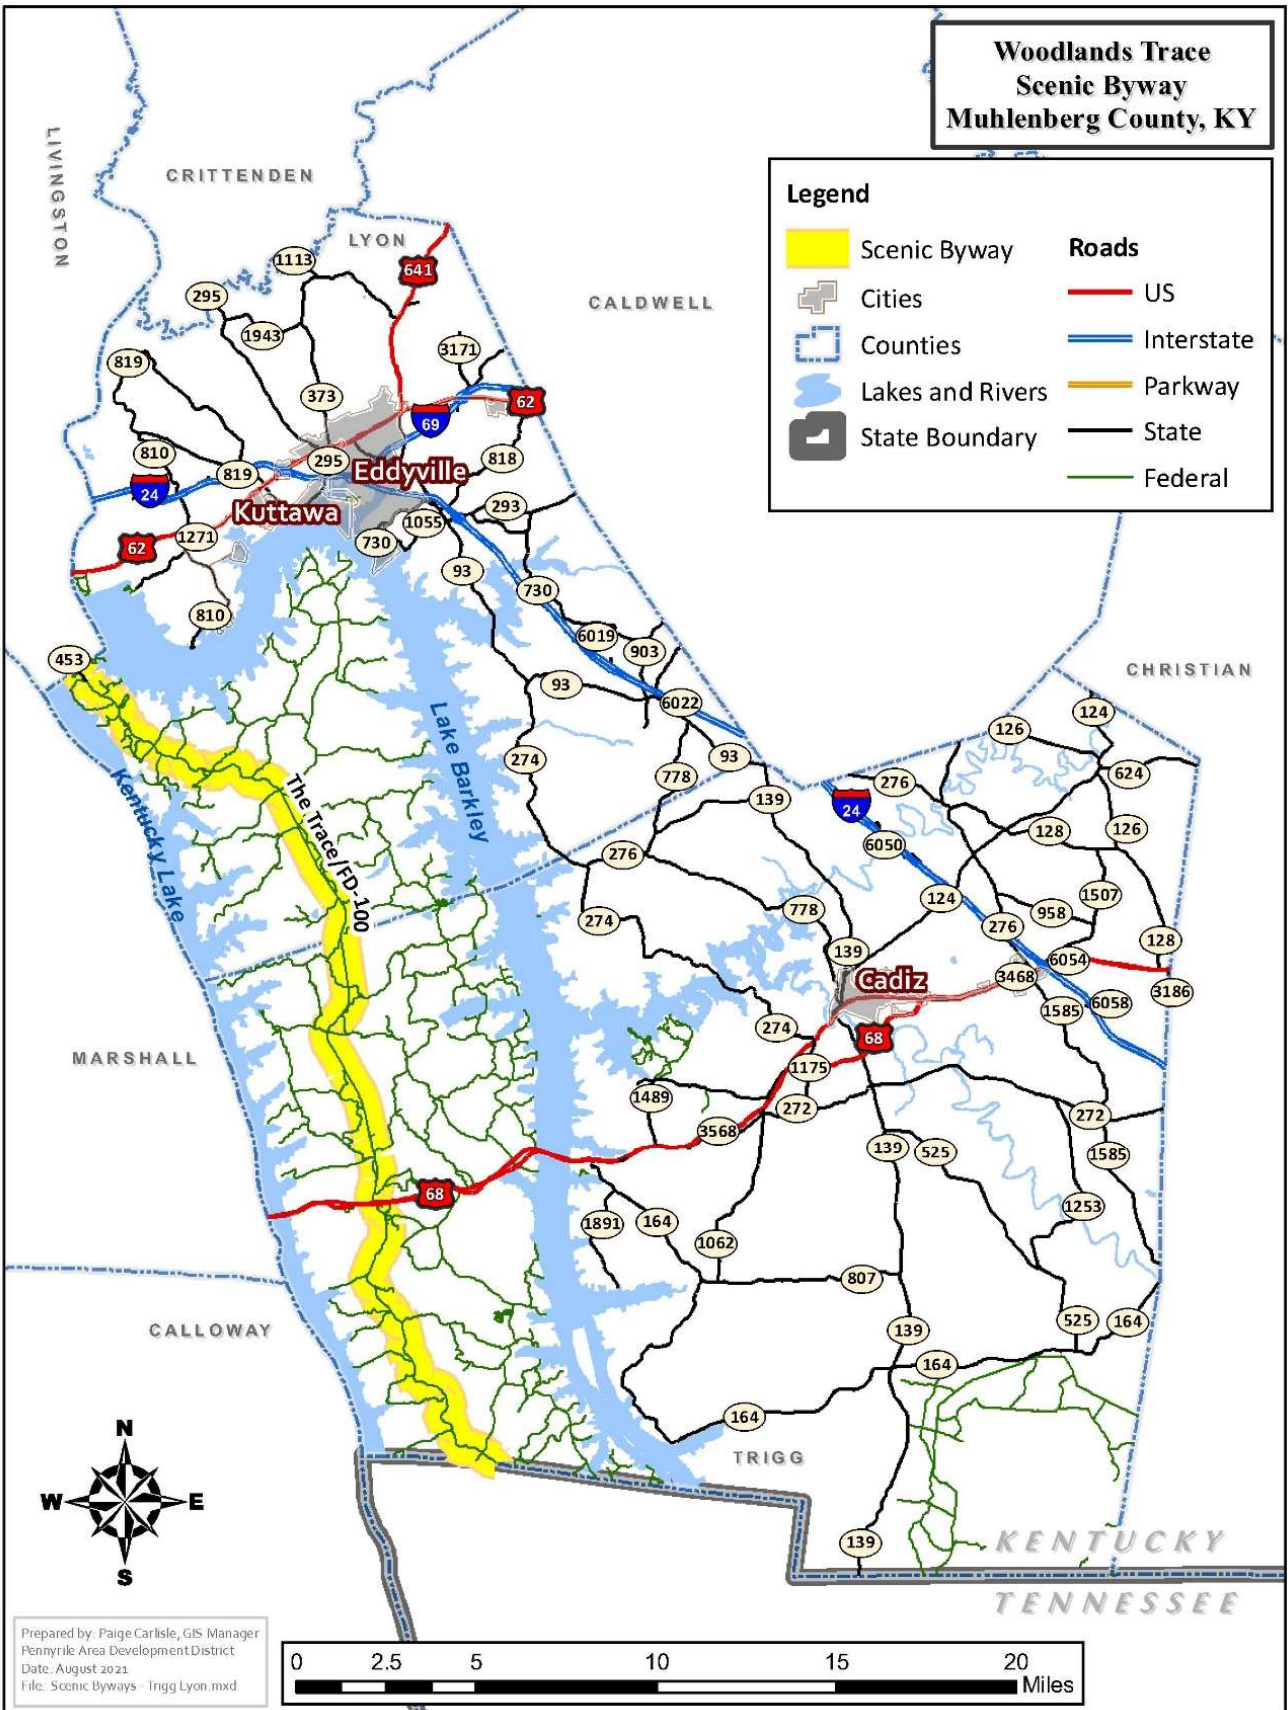 Woodlands Trace
Scenic Byway
Muhlenberg County, KY
Legend
Scenic Byway
Cities
Counties
Lakes and Rivers
State Boundary
Roads
US
Interstate
Parkway
State
Federal
LIVINGSTON
CRITTENDEN
LYON
CALDWELL
641
1113
295
1943
3171
819
373
62
69
810
295
Eddyville
818
819
24
Kuttawa
293
1055
62
1271
730
93
730
810
6019
903
453
93
6022
CHRISTIAN
124
126
Lake Barkley
274
93
778
624
Kentucky Lake
The Trace/FD-100
139
276
24
128
126
6050
276
1507
124
778
958
274
276
128
139
6054
Cadiz
3468
3186
6058
1585
274
68
MARSHALL
1175
1489
272
272
3568
139
525
1585
68
1253
1891
164
1062
807
CALLOWAY
525
164
139
164
164
TRIGG
N
W
E
S
139
KENTUCKY
TENNESSEE
Prepared by: Paige Carlisle, GIS Manager
Pennyrile Area Development District
Date: August 2021
File: Scenic Byways - Trigg Lyon.mxd
0 2.5 5 10 15 20
Miles